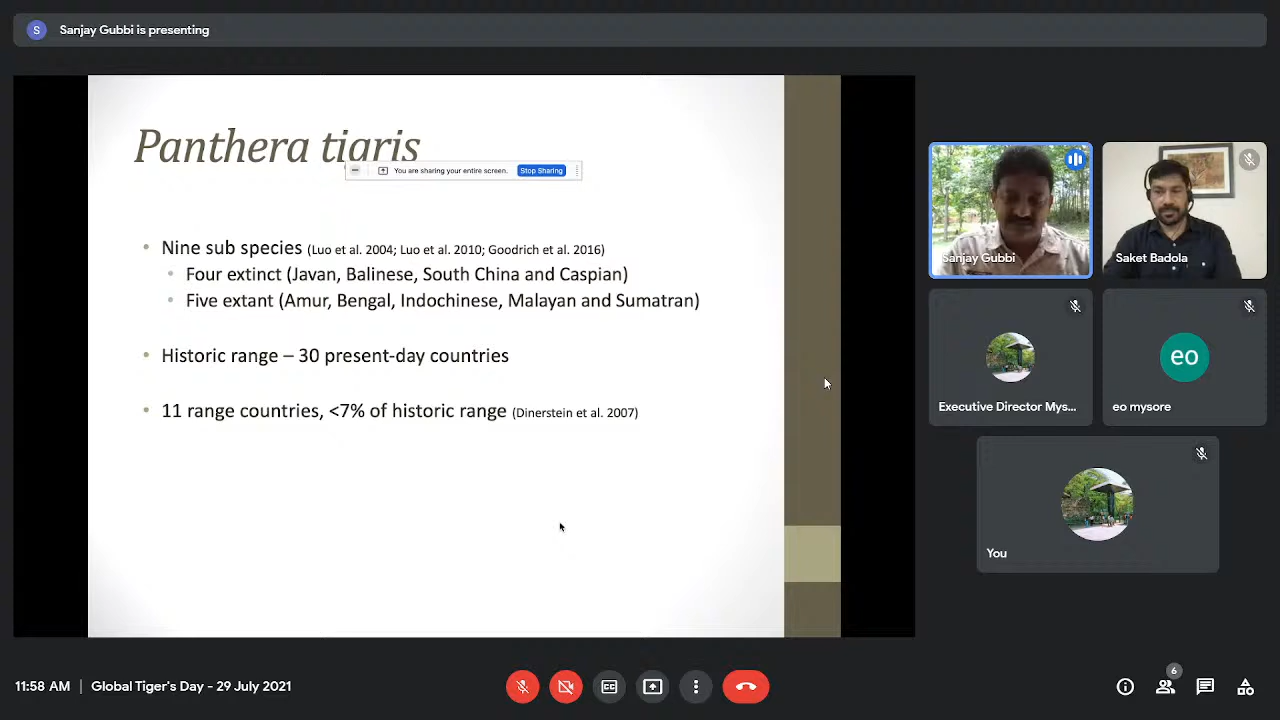 S
Sanjay Gubbi is presenting
Panthera tigris
You are sharing your entire screen.
Stop Sharing
• Nine sub species (Luo et al. 2004; Luo et al. 2010; Goodrich et al. 2016)
• Four extinct (Javan, Balinese, South China and Caspian)
• Five extant (Amur, Bengal, Indochinese, Malayan and Sumatran)
• Historic range – 30 present-day countries
• 11 range countries, <7% of historic range (Dinerstein et al. 2007)
Sanjay Gubbi
Saket Badola
Executive Director Mys...
eo
eo mysore
You
11:58 AM | Global Tiger's Day - 29 July 2021
CC
6